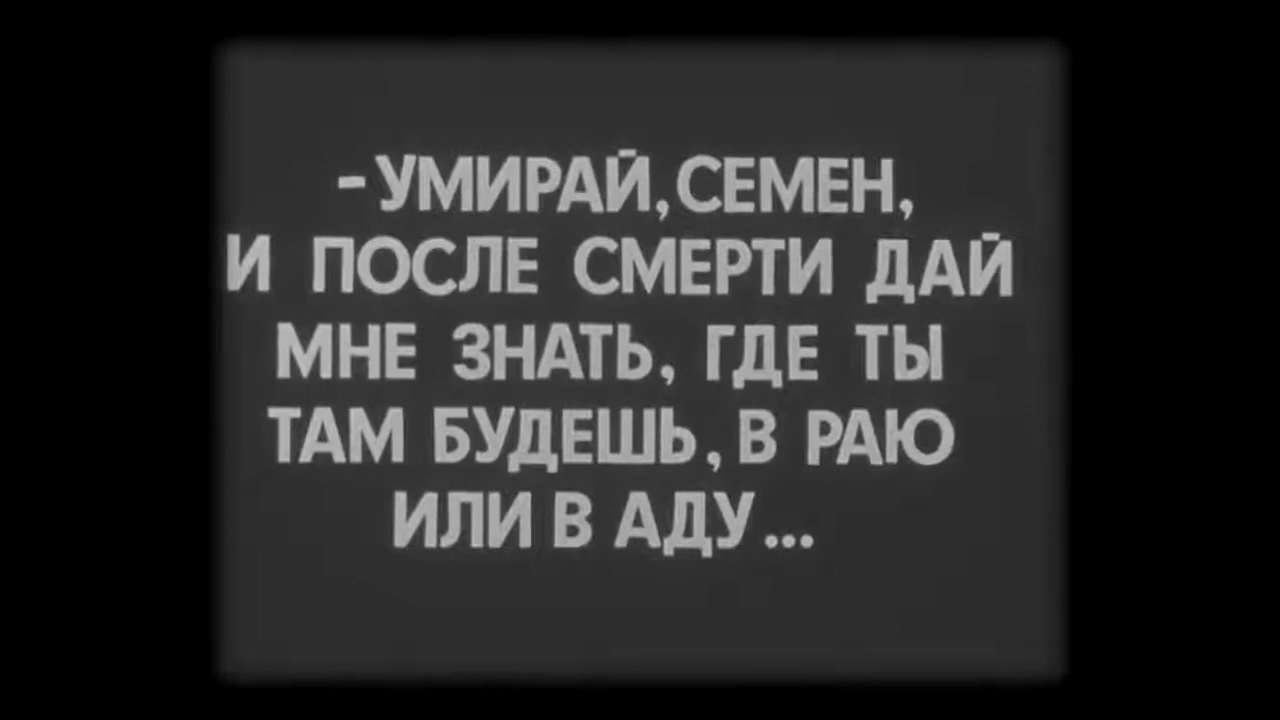 -УМИРАЙ, СЕМЕН,
И ПОСЛЕ СМЕРТИ ДАЙ
МНЕ ЗНАТЬ, ГДЕ ТЫ
ТАМ БУДЕШЬ, В РАЮ
ИЛИ В АДУ...